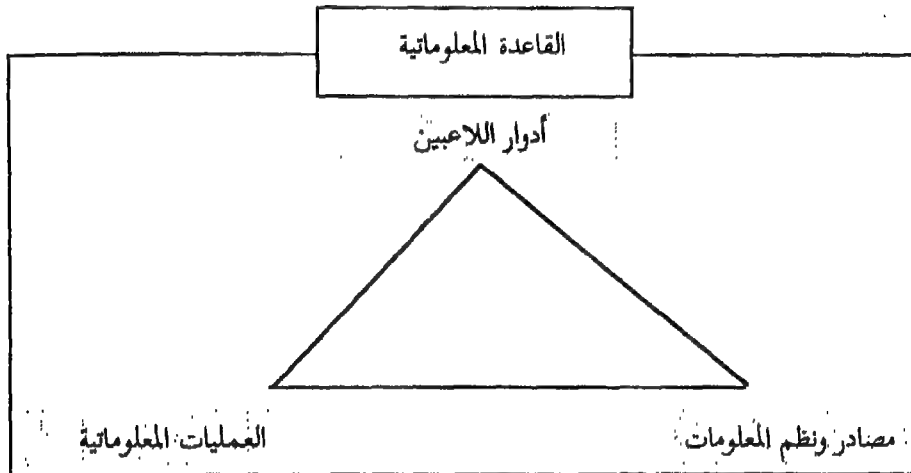 القاعدة المعلوماتية
أدوار اللاعبين
مصادر ونظم المعلومات
العمليات المعلوماتية